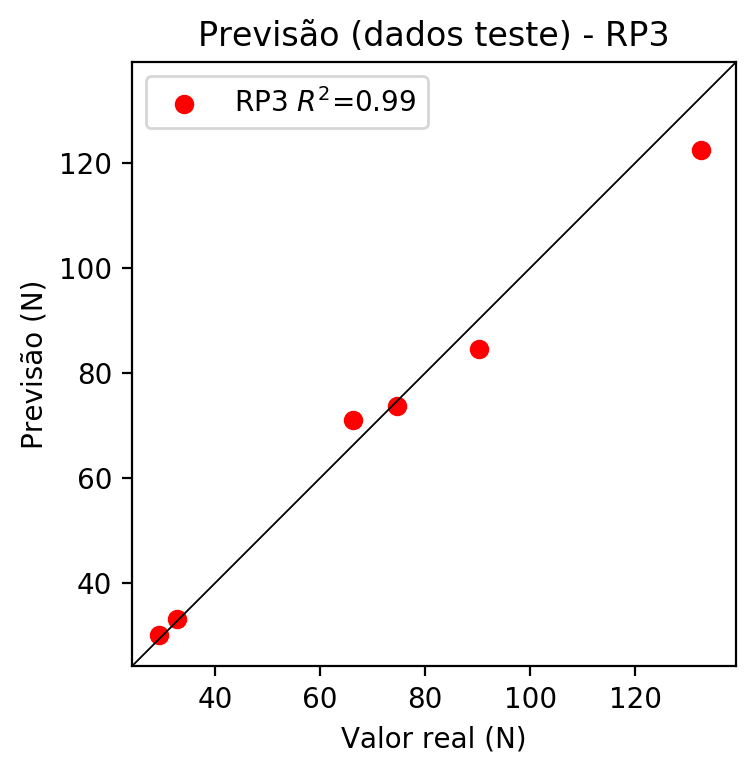 Previsão (dados teste) - RP3
RP3 R²=0.99
120
100
80
60
40
Previsão (N)
40 60 80 100 120
Valor real (N)